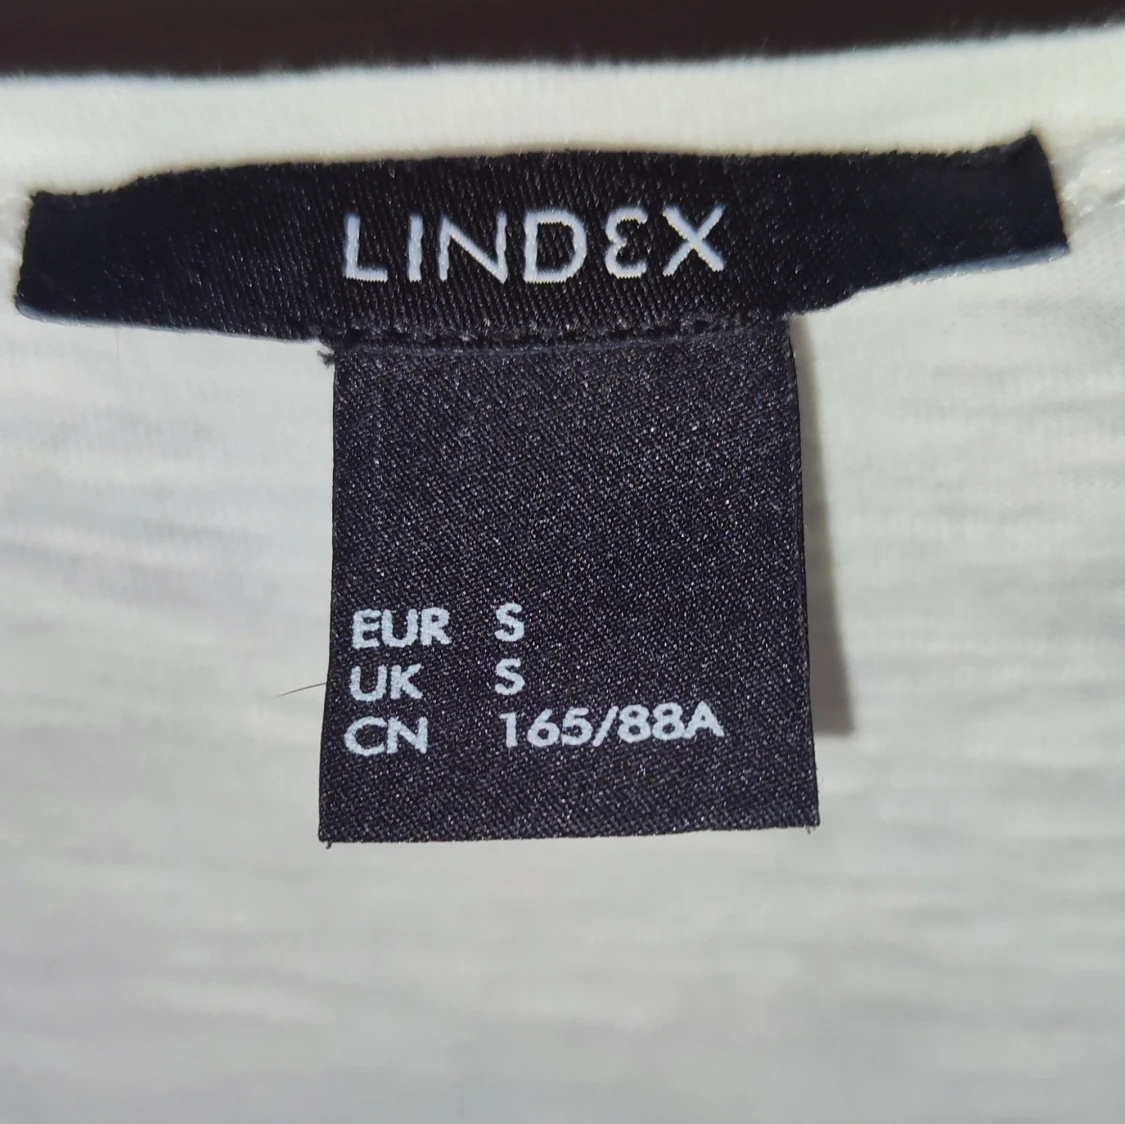 LINDEX
EUR S
UK S
CN 165/88A